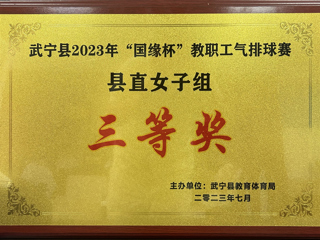 武宁县2023年“国缘杯”教职工气排球赛
县直女子组
三等奖
主办单位：武宁县教育体育局
二〇二三年七月